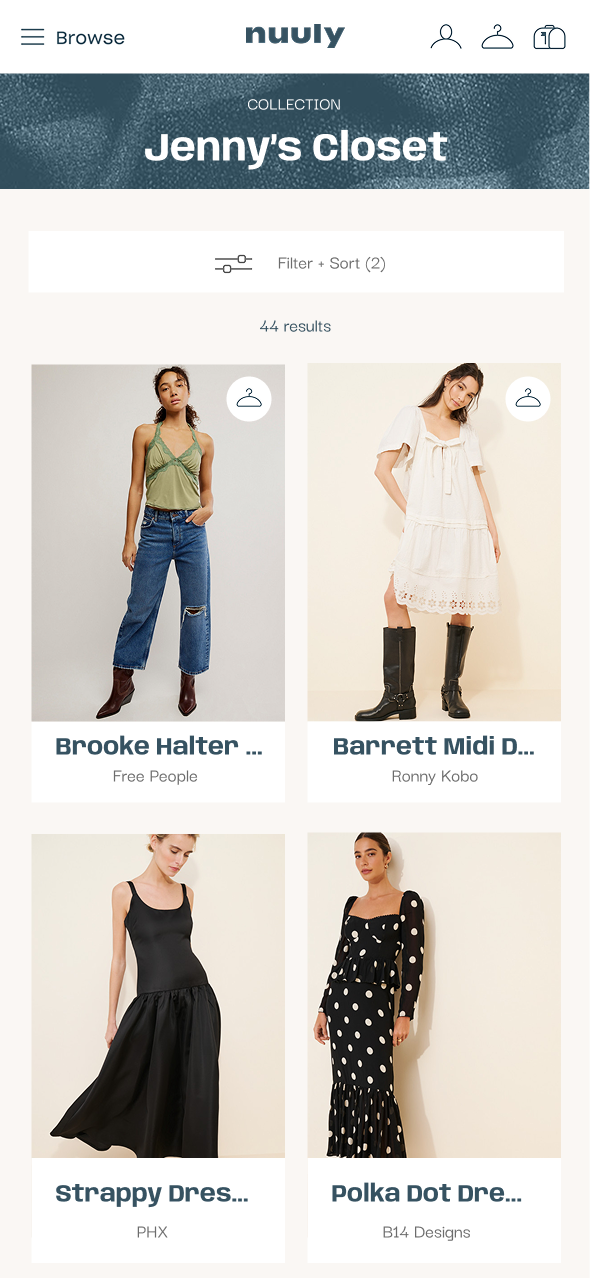 Browse
nuuly
COLLECTION
Jenny's Closet
Filter + Sort (2)
44 results
Brooke Halter ...
Free People
Barrett Midi D...
Ronny Kobo
Strappy Dres...
PHX
Polka Dot Dre...
B14 Designs